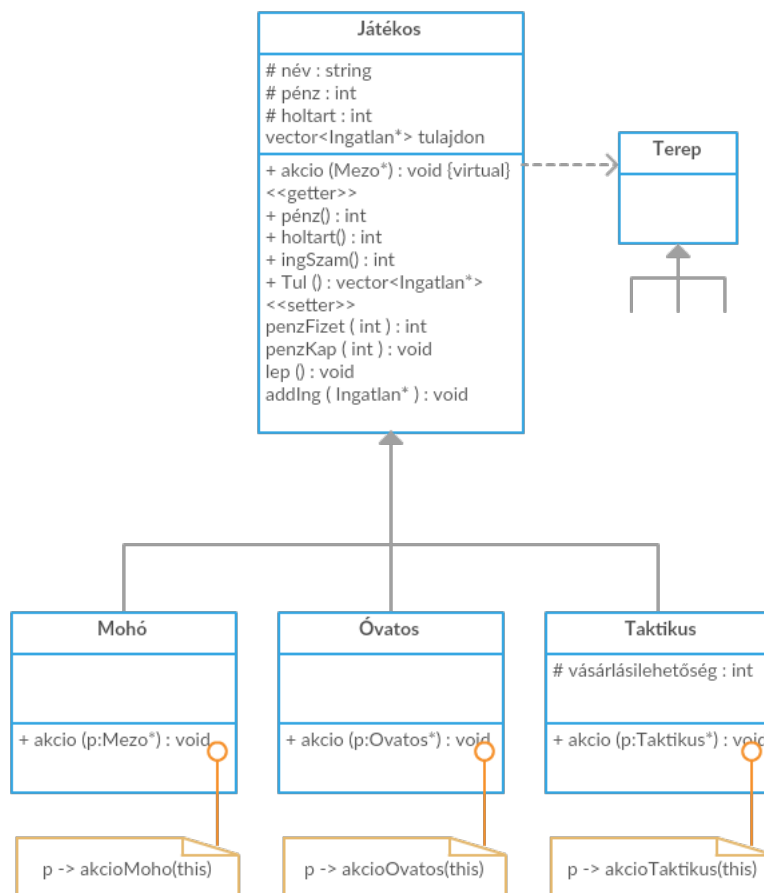 Játékos
# név : string
# pénz : int
# holtart : int
vector<Ingatlan*> tulajdon
+ akcio (Mezo*) : void {virtual}
<<getter>>
+ pénz() : int
+ holtart() : int
+ ingSzam() : int
+ Tul () : vector<Ingatlan*>
<<setter>>
penzFizet ( int ) : int
penzKap ( int ) : void
lep () : void
addIng ( Ingatlan* ) : void
Terep
Mohó
+ akcio (p:Mezo*) : void
p -> akcioMoho(this)
Óvatos
+ akcio (p:Ovatos*) : void
p -> akcioOvatos(this)
Taktikus
# vásárlásilehetőség : int
+ akcio (p:Taktikus*) : void
p -> akcioTaktikus(this)